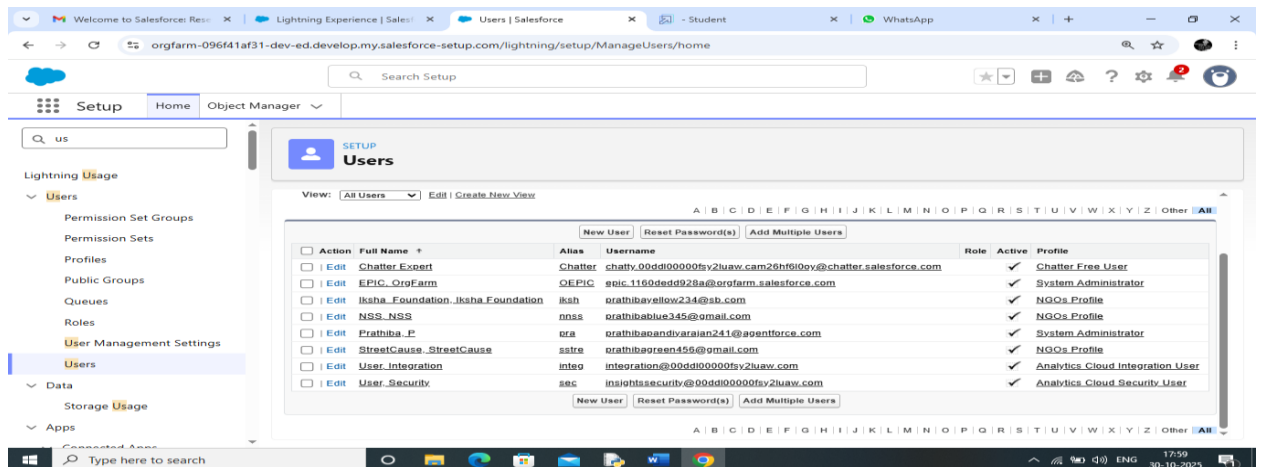 Welcome to Salesforce: Rese
Lightning Experience | Salesf
Users | Salesforce
- Student
WhatsApp
orgfarm-096f41af31-dev-ed.develop.my.salesforce-setup.com/lightning/setup/ManageUsers/home
Search Setup
2
Setup Home Object Manager
us
SETUP
Users
Lightning Usage
Users
Permission Set Groups
Permission Sets
Profiles
Public Groups
Queues
Roles
User Management Settings
Users
Data
Storage Usage
Apps
Connected Apps
View: All Users Edit | Create New View
A | B | C | D | E | F | G | H | I | J | K | L | M | N | O | P | Q | R | S | T | U | V | W | X | Y | Z | Other All
New User Reset Password(s) Add Multiple Users
Action Full Name ↑ Alias Username Role Active Profile
| Edit Chatter Expert Chatter chatty.00ddl00000fsy2luaw.cam26hf6l0oy@chatter.salesforce.com ✓ Chatter Free User
| Edit EPIC, OrgFarm OEPIC epic.1160dedd928a@orgfarm.salesforce.com ✓ System Administrator
| Edit Iksha_Foundation, Iksha Foundation iksh prathibayellow234@sb.com ✓ NGOs Profile
| Edit NSS, NSS nnss prathibablue345@gmail.com ✓ NGOs Profile
| Edit Prathiba, P pra prathibapandiyarajan241@agentforce.com ✓ System Administrator
| Edit StreetCause, StreetCause sstre prathibagreen456@gmail.com ✓ NGOs Profile
| Edit User, Integration integ integration@00ddl00000fsy2luaw.com ✓ Analytics Cloud Integration User
| Edit User, Security sec insightssecurity@00ddl00000fsy2luaw.com ✓ Analytics Cloud Security User
New User Reset Password(s) Add Multiple Users
A | B | C | D | E | F | G | H | I | J | K | L | M | N | O | P | Q | R | S | T | U | V | W | X | Y | Z | Other All
Type here to search
ENG
17:59
30-10-2025